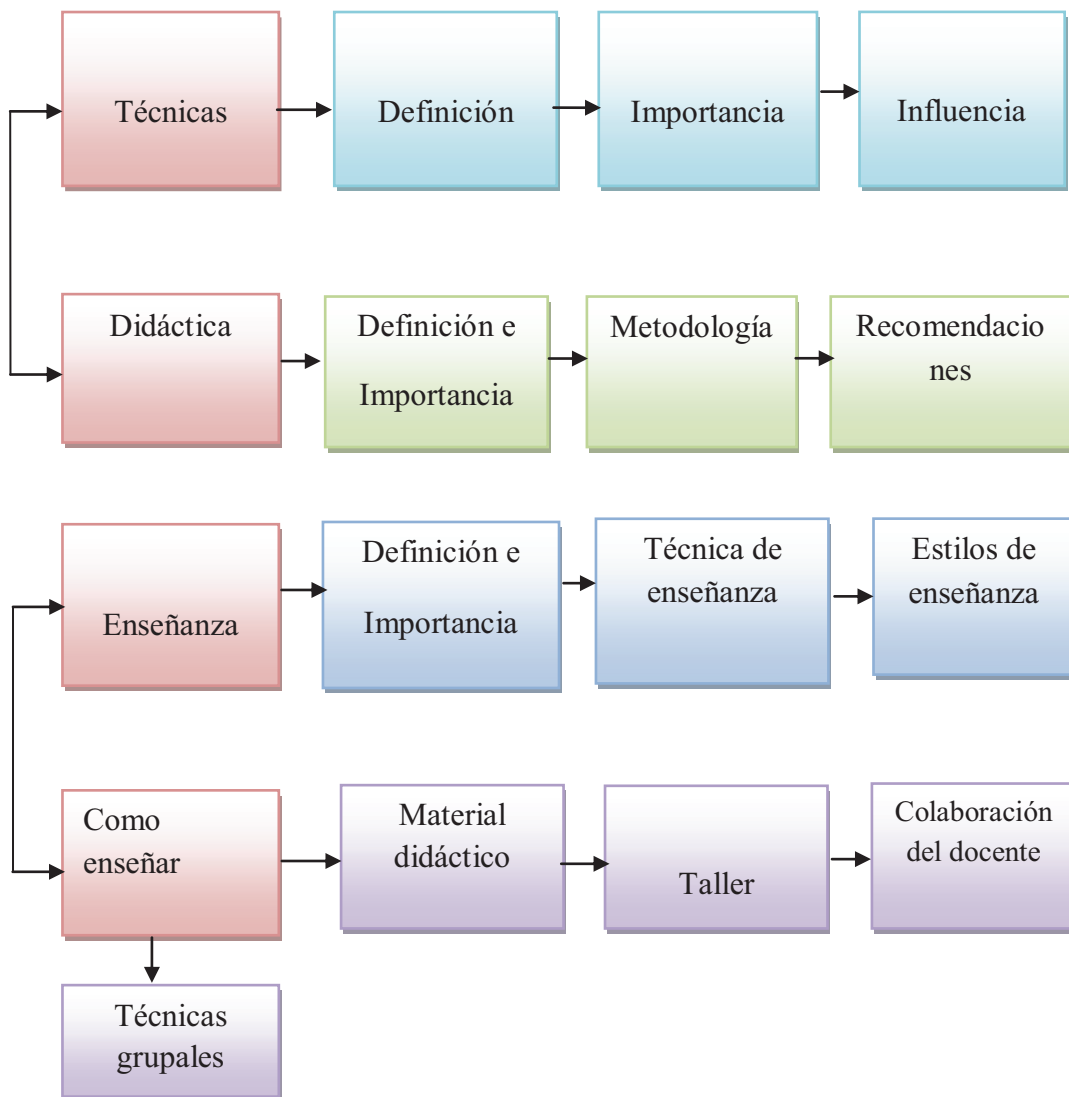 Técnicas
Definición
Importancia
Influencia
Didáctica
Definición e
Importancia
Metodología
Recomendacio
nes
Enseñanza
Definición e
Importancia
Técnica de
enseñanza
Estilos de
enseñanza
Como
enseñar
Material
didáctico
Taller
Colaboración
del docente
Técnicas
grupales